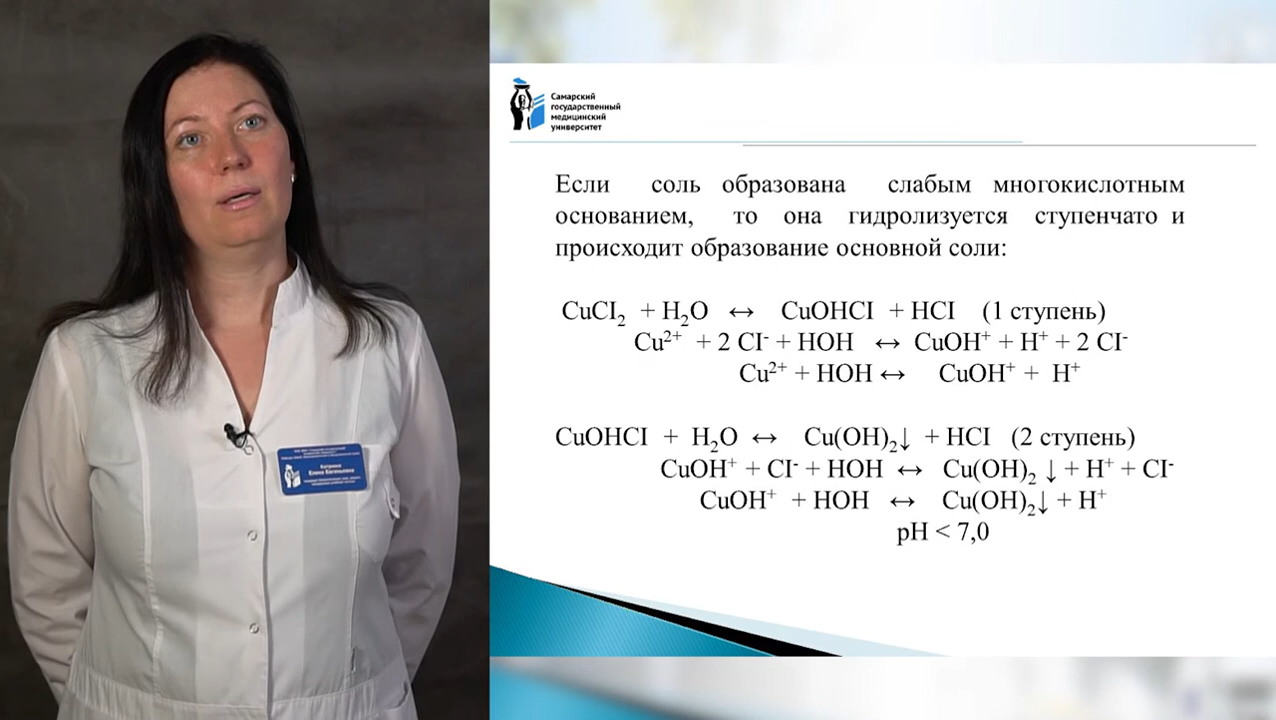 Самарский
государственный
медицинский
университет
Если соль образована слабым многокислотным
основанием, то она гидролизуется ступенчато и
происходит образование основной соли:
CuCI₂ + H₂O ↔ CuOHCI + HCI (1 ступень)
Cu²⁺ + 2 CI⁻ + HOH ↔ CuOH⁺ + H⁺ + 2 CI⁻
Cu²⁺ + HOH ↔ CuOH⁺ + H⁺
CuOHCI + H₂O ↔ Cu(OH)₂↓ + HCI (2 ступень)
CuOH⁺ + CI⁻ + HOH ↔ Cu(OH)₂ ↓ + H⁺ + CI⁻
CuOH⁺ + HOH ↔ Cu(OH)₂↓ + H⁺
pH < 7,0
Елена Евгеньевна